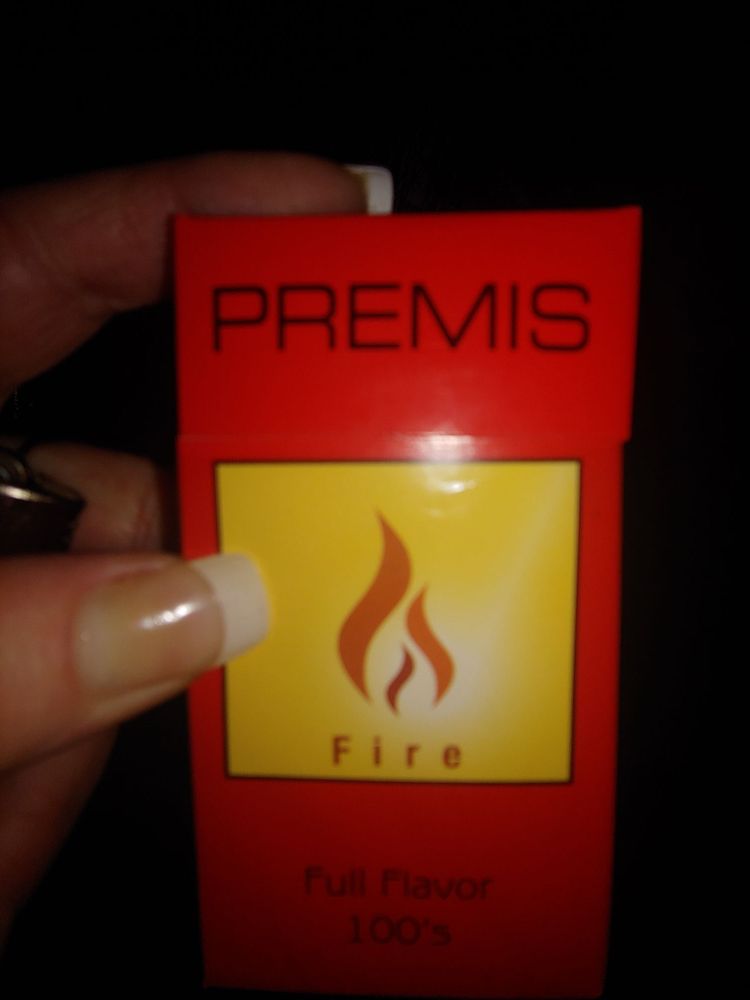 PREMIS
Fire
Full Flavor
100's